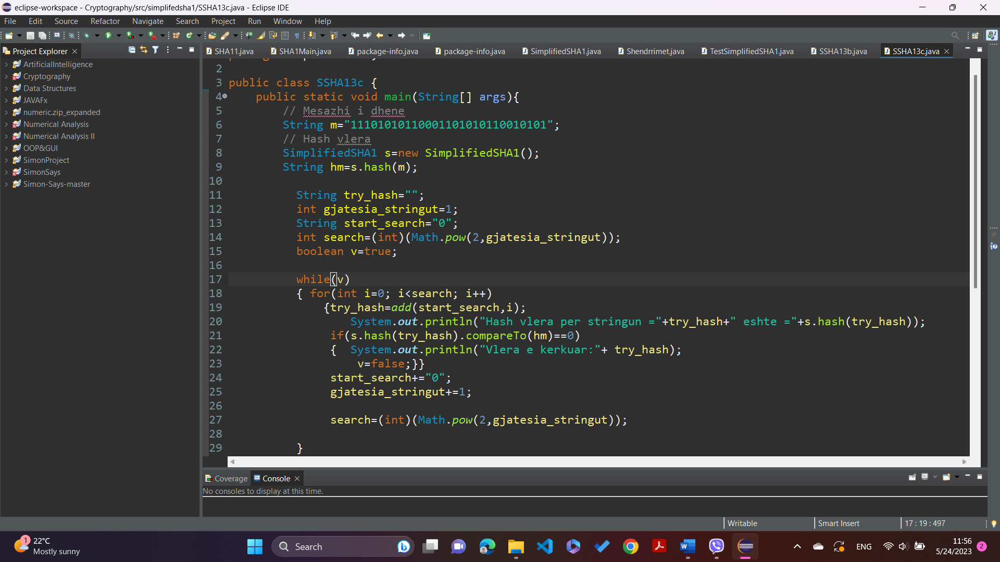 eclipse-workspace - Cryptography/src/simplifedsha1/SSHA13c.java - Eclipse IDE
File Edit Source Refactor Navigate Search Project Run Window Help
Project Explorer
ArtificialIntelligence
Cryptography
Data Structures
JAVAFx
numeric.zip_expanded
Numerical Analysis
Numerical Analysis II
OOP&GUI
SimonProject
SimonSays
Simon-Says-master
SHA11.java SHA1Main.java package-info.java package-info.java SimplifiedSHA1.java Shendrrimet.java TestSimplifiedSHA1.java SSHA13b.java SSHA13c.java
2
3 public class SSHA13c {
4 public static void main(String[] args){
5 // Mesazhi i dhene
6 String m="11101010110001101010110010101";
7 // Hash vlera
8 SimplifiedSHA1 s=new SimplifiedSHA1();
9 String hm=s.hash(m);
10
11 String try_hash="";
12 int gjatesia_stringut=1;
13 String start_search="0";
14 int search=(int)(Math.pow(2,gjatesia_stringut));
15 boolean v=true;
16
17 while(v)
18 { for(int i=0; i<search; i++)
19 {try_hash=add(start_search,i);
20 System.out.println("Hash vlera per stringun ="+try_hash+" eshte ="+s.hash(try_hash));
21 if(s.hash(try_hash).compareTo(hm)==0)
22 { System.out.println("Vlera e kerkuar:"+ try_hash);
23 v=false;}}
24 start_search+="0";
25 gjatesia_stringut+=1;
26
27 search=(int)(Math.pow(2,gjatesia_stringut));
28
29 }
Coverage Console
No consoles to display at this time.
Writable Smart Insert 17 : 19 : 497
1
22°C
Mostly sunny
Search
ENG
11:56
5/24/2023
2